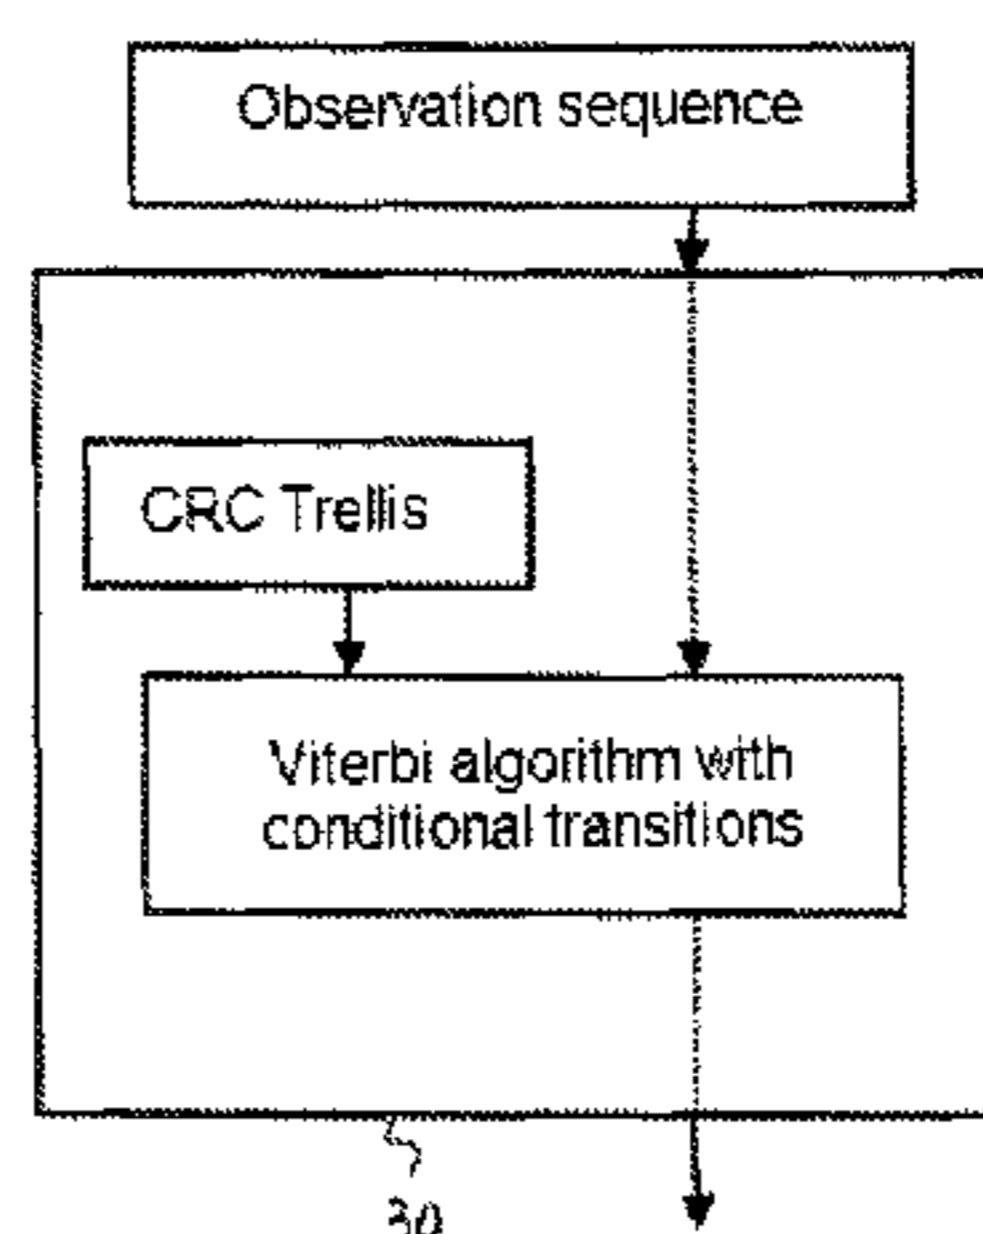 Observation sequence
CRC Trellis
Viterbi algorithm with
conditional transitions
30